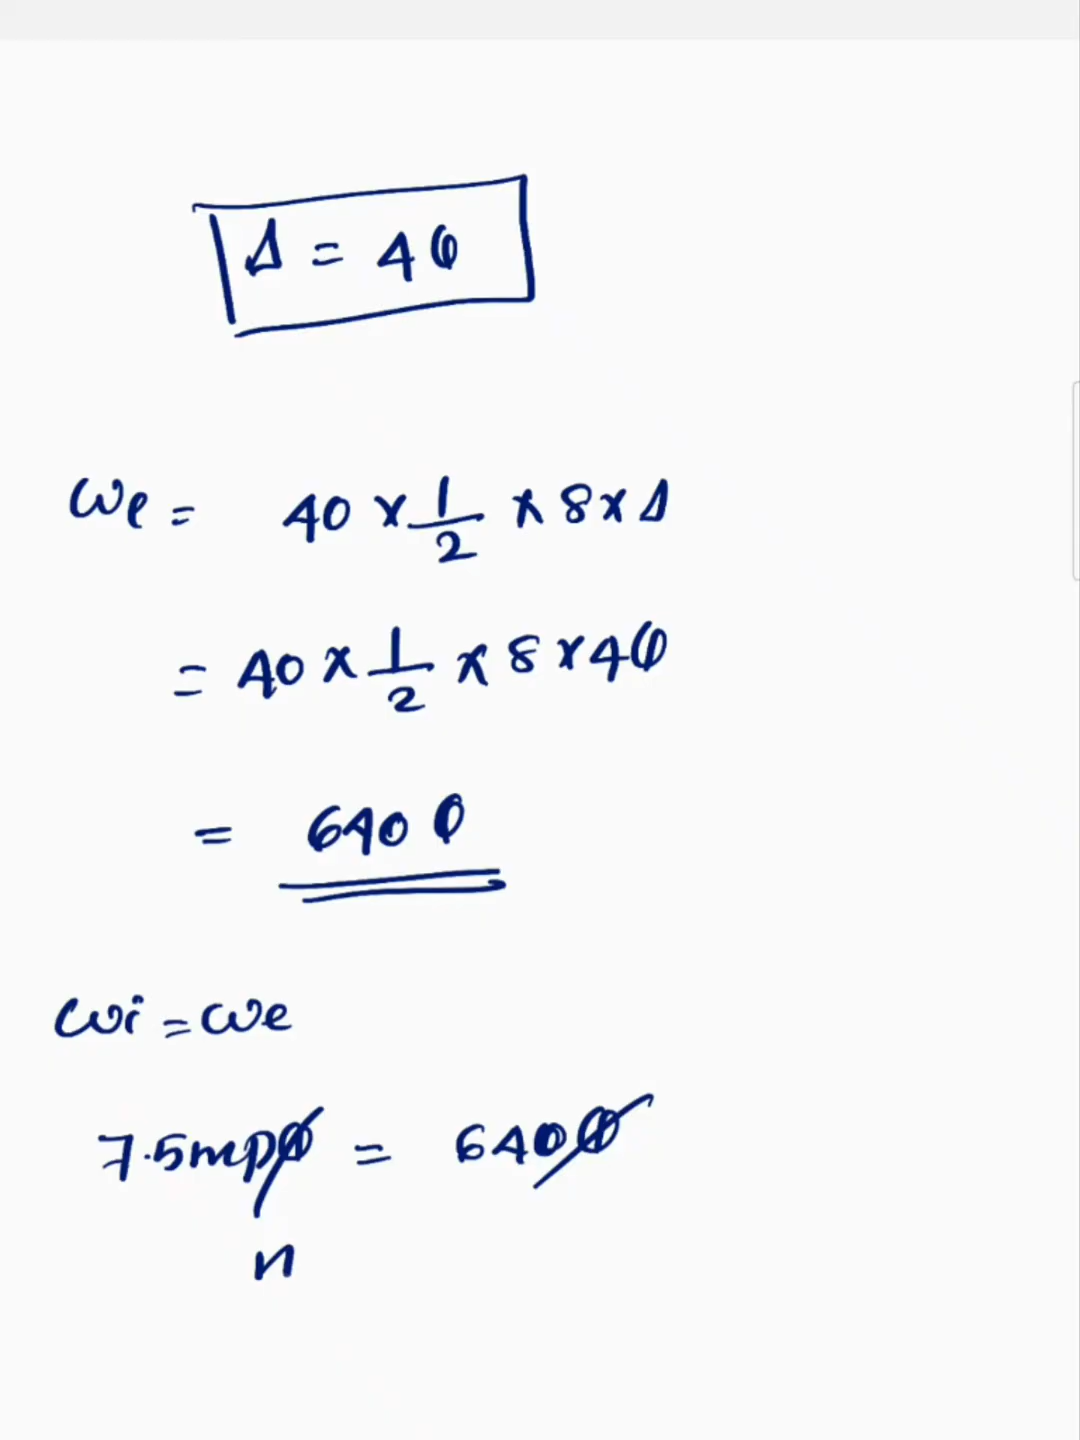 Δ = 4θ
We = 40 × 1/2 × 8 × Δ
= 40 × 1/2 × 8 × 4θ
= 640 θ
Wi = We
7.5mpθ = 640θ
n